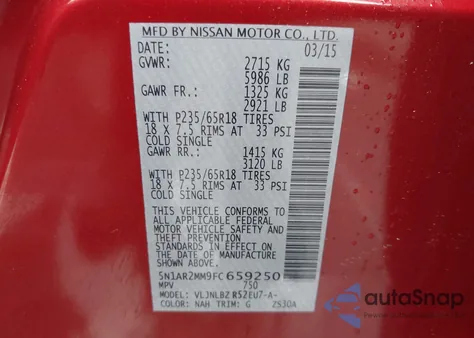 MFD BY NISSAN MOTOR CO., LTD.
DATE: 03/15
GVWR: 2715 KG
5986 LB
GAWR FR.: 1325 KG
2921 LB
WITH P235/65R18 TIRES
18 X 7.5 RIMS AT 33 PSI
COLD SINGLE
GAWR RR.: 1415 KG
3120 LB
WITH P235/65R18 TIRES
18 X 7.5 RIMS AT 33 PSI
COLD SINGLE
THIS VEHICLE CONFORMS TO
ALL APPLICABLE FEDERAL
MOTOR VEHICLE SAFETY AND
BUMPER STANDARDS IN EFFECT
ON THE DATE OF MANUFACTURE
SHOWN ABOVE.
5N1AR2MM9FC659250
MPV 750
MODEL: VLJNLBZ R52EU7-A-
COLOR: NAH TRIM: G 2530A
autoSnap